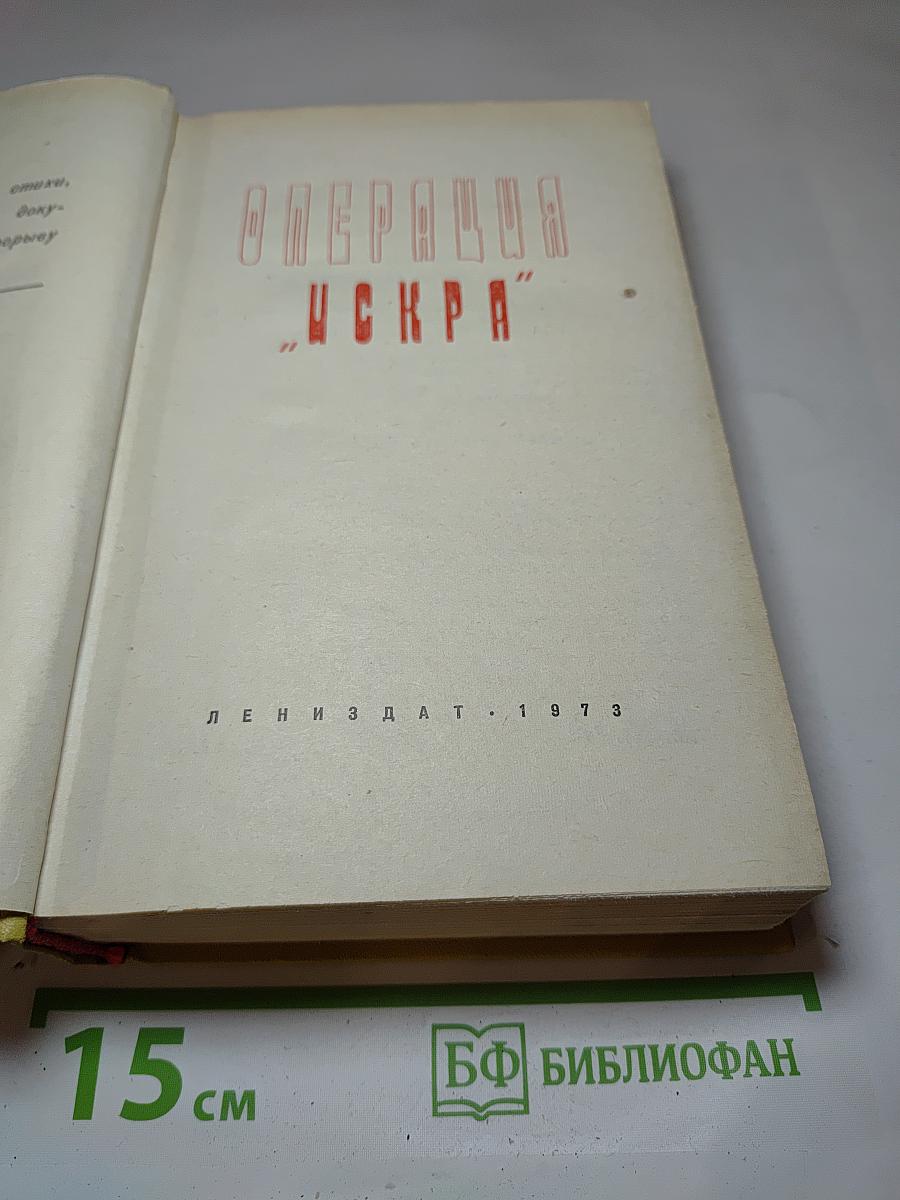 стихи,
доку-
ОПЕРАЦИЯ
„ИСКРА"
ЛЕНИЗДАТ · 1973
15 см
БФ БИБЛИОФАН